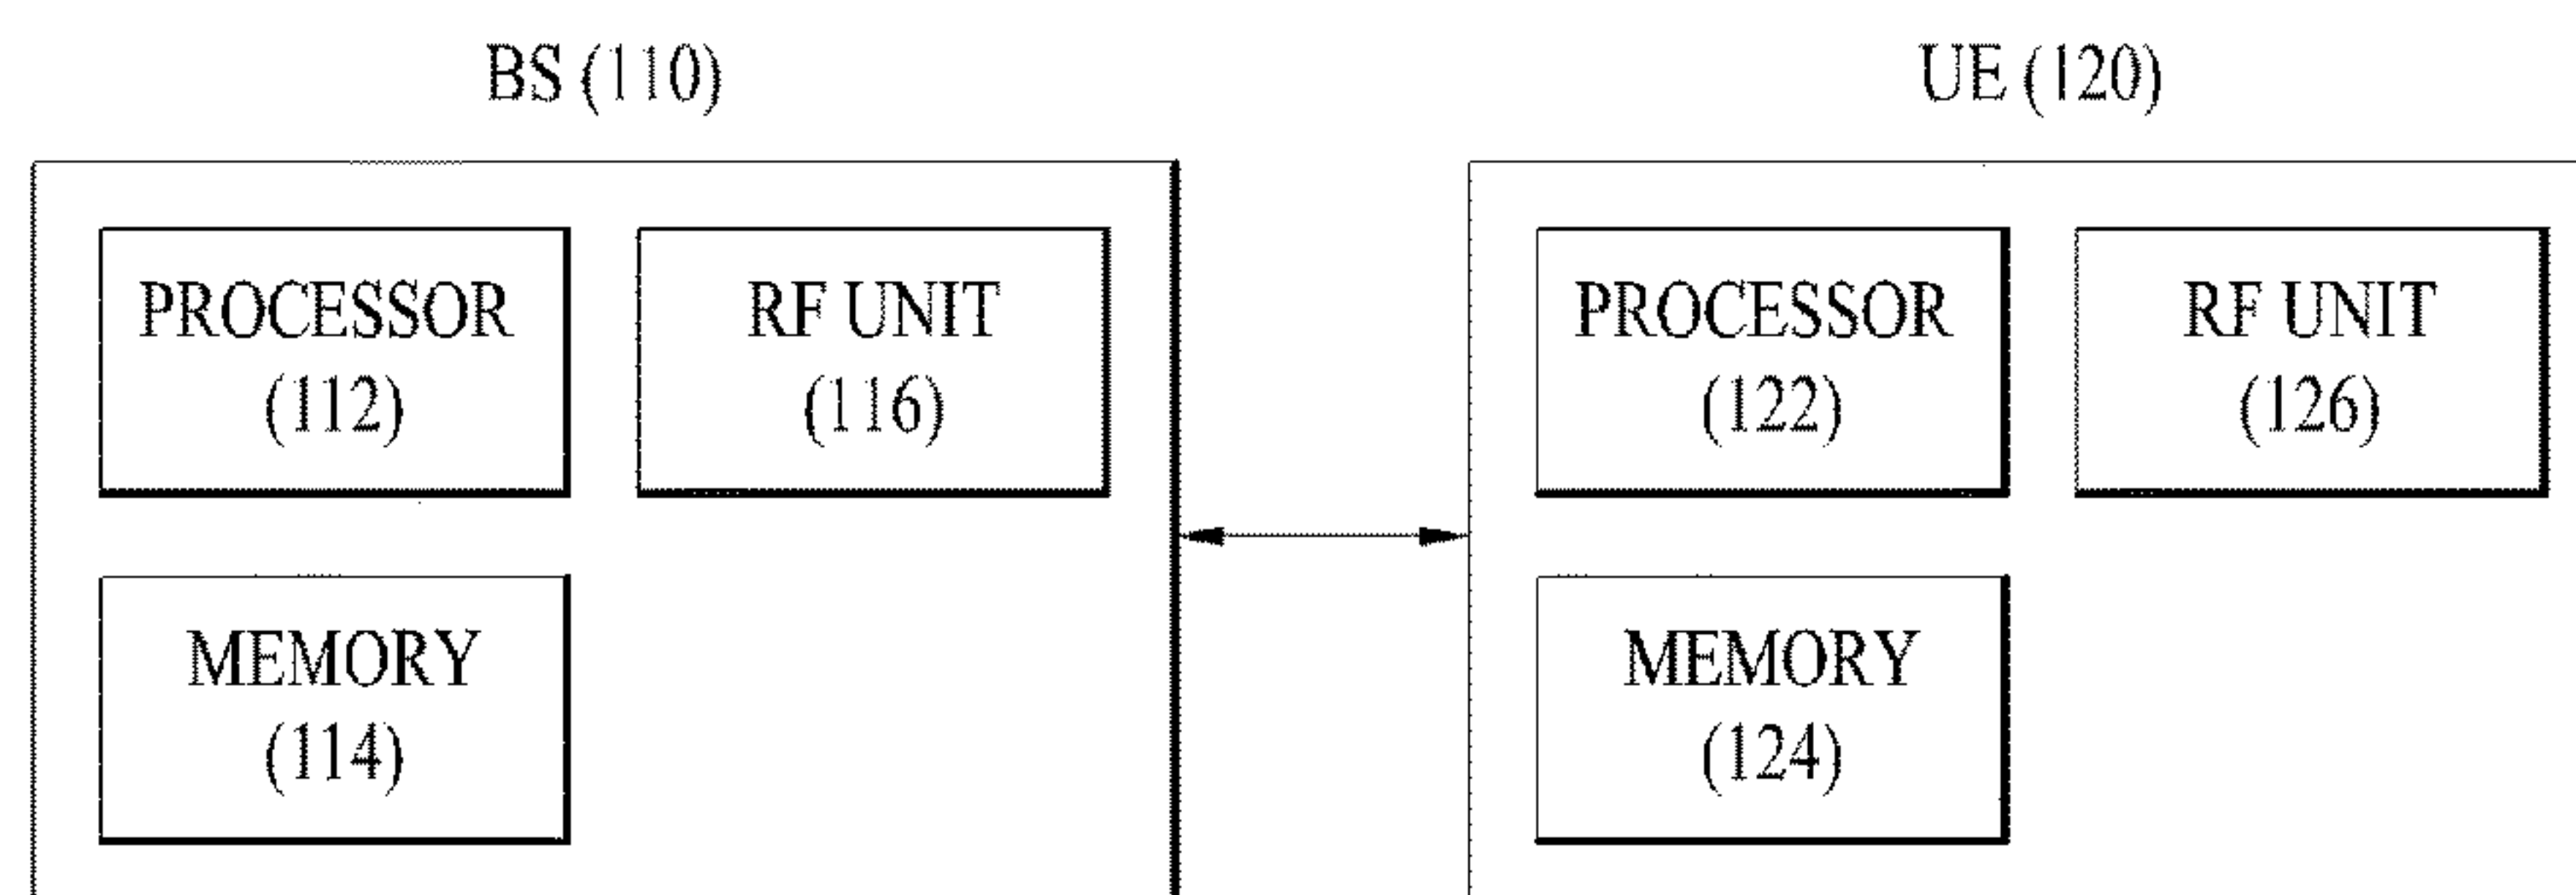 BS (110)
UE (120)
PROCESSOR
(112)
RF UNIT
(116)
PROCESSOR
(122)
RF UNIT
(126)
MEMORY
(114)
MEMORY
(124)